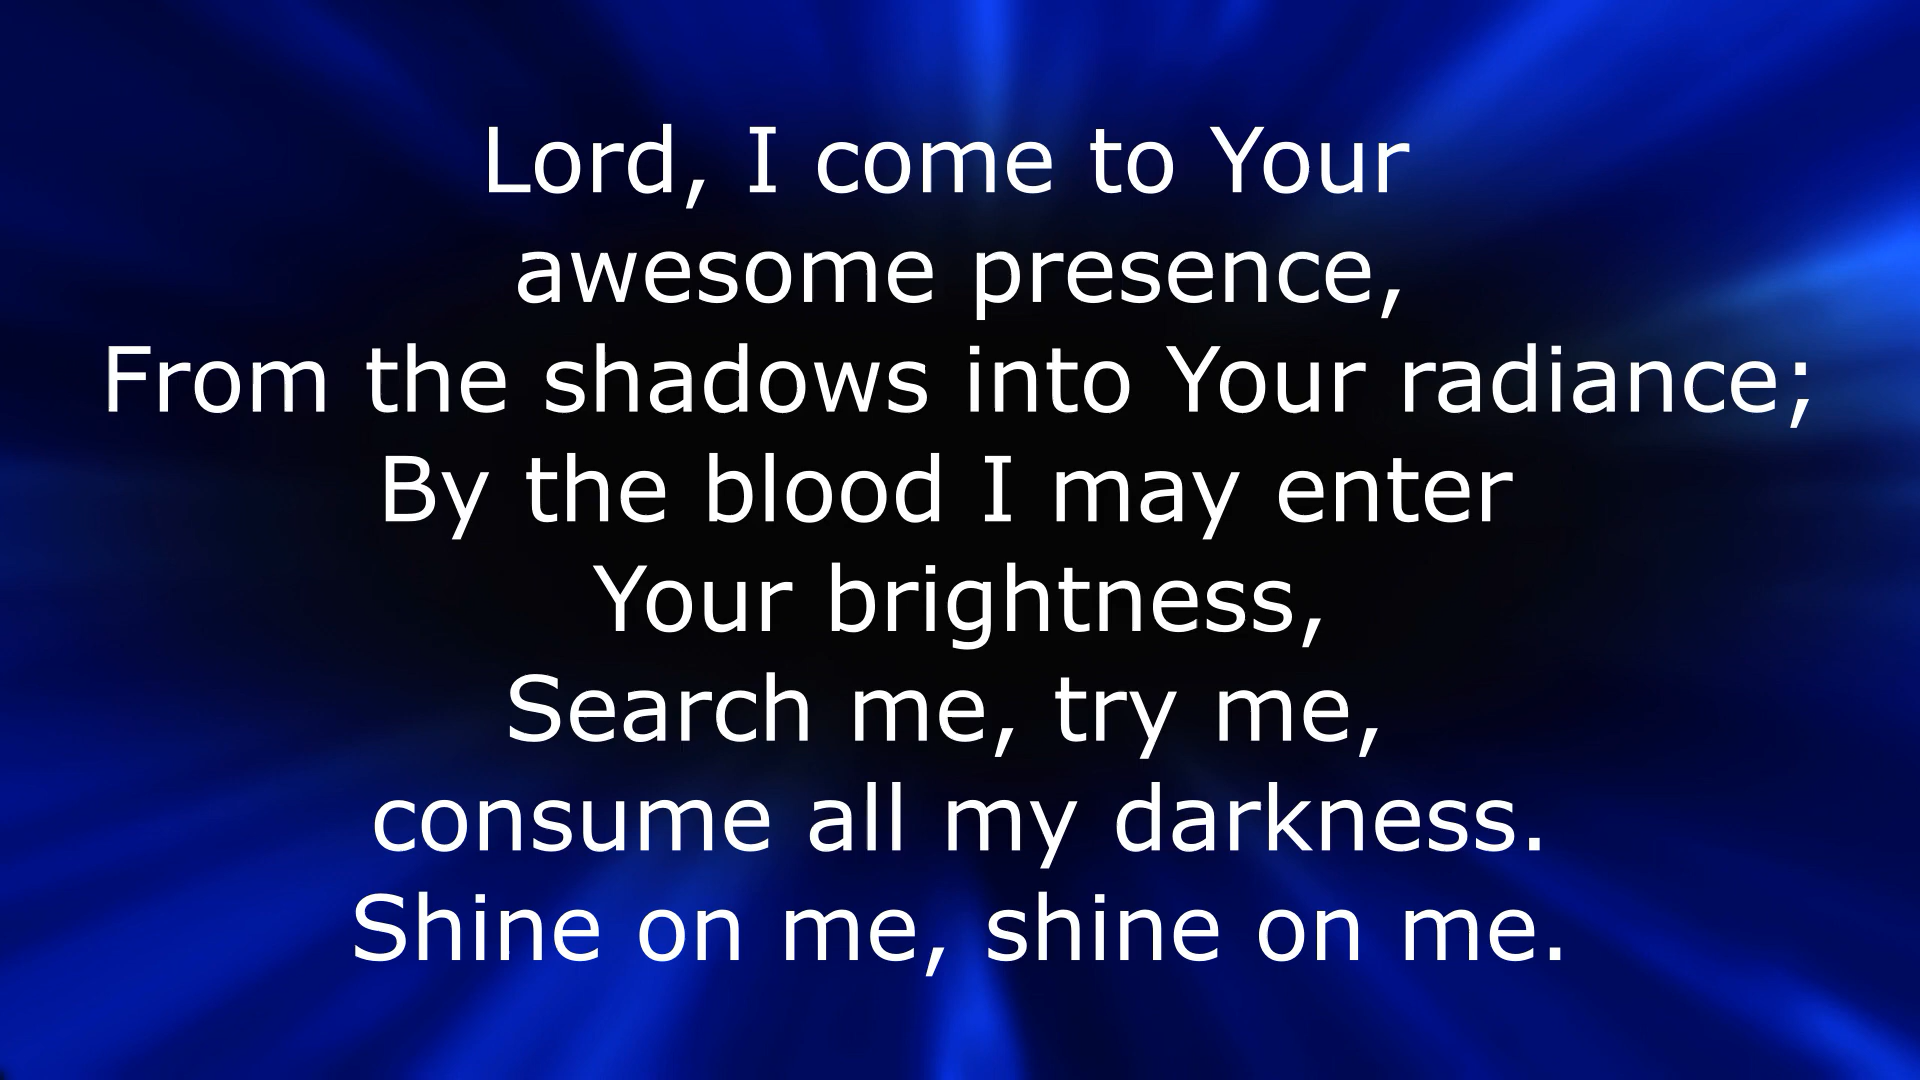 Lord, I come to Your
awesome presence,
From the shadows into Your radiance;
By the blood I may enter
Your brightness,
Search me, try me,
consume all my darkness.
Shine on me, shine on me.